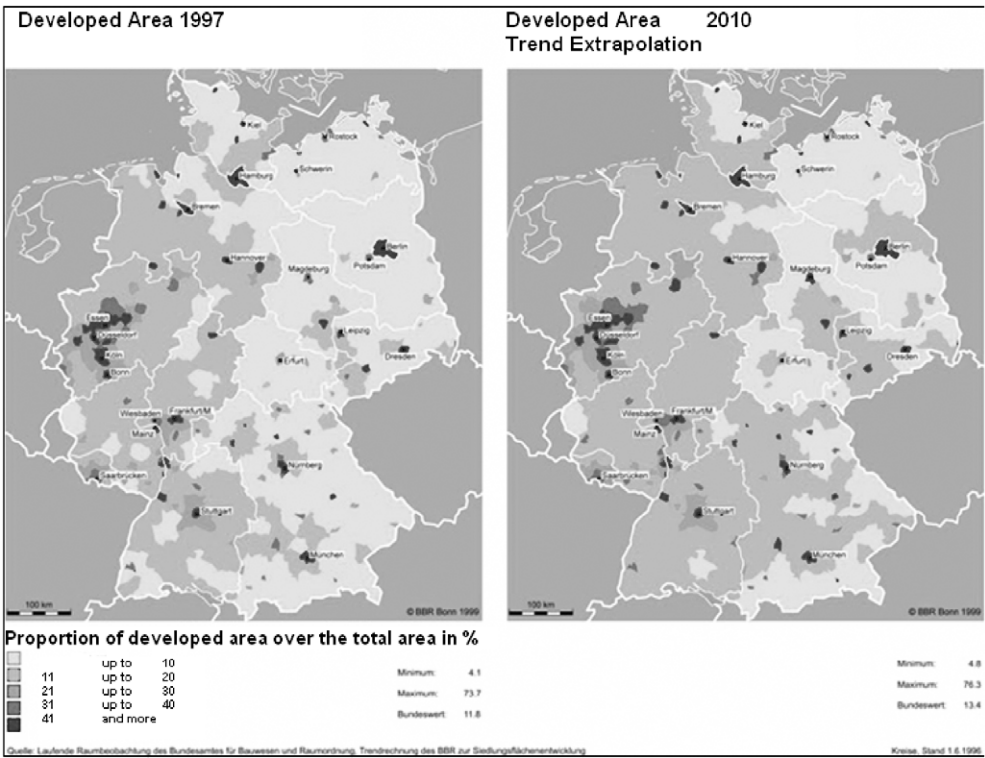 Developed Area 1997
Developed Area 2010
Trend Extrapolation
Kiel
Rostock
Hamburg
Schwerin
Bremen
Berlin
Hannover
Potsdam
Magdeburg
Essen
Düsseldorf
Leipzig
Köln
Dresden
Erfurt
Bonn
Wiesbaden
Frankfurt/M.
Mainz
Saarbrücken
Nürnberg
Stuttgart
München
100 km
© BBR Bonn 1999
Kiel
Rostock
Hamburg
Schwerin
Bremen
Berlin
Hannover
Potsdam
Magdeburg
Essen
Düsseldorf
Leipzig
Köln
Dresden
Erfurt
Bonn
Wiesbaden
Frankfurt/M.
Mainz
Saarbrücken
Nürnberg
Stuttgart
München
100 km
© BBR Bonn 1999
Proportion of developed area over the total area in %
up to 10
11 up to 20
21 up to 30
31 up to 40
41 and more
Minimum: 4.1
Maximum: 73.7
Bundeswert: 11.8
Minimum: 4.8
Maximum: 76.3
Bundeswert: 13.4
Quelle: Laufende Raumbeobachtung des Bundesamtes für Bauwesen und Raumordnung, Trendrechnung des BBR zur Siedlungsflächenentwicklung
Kreise, Stand 1.6.1996